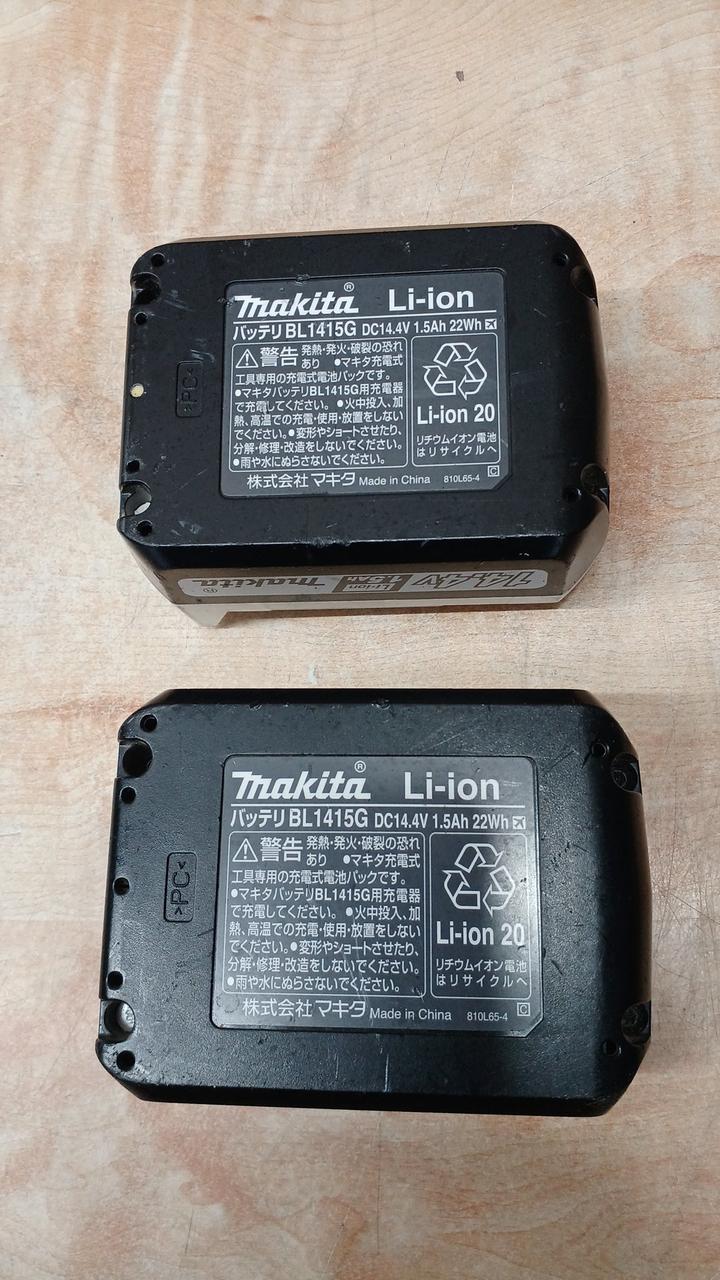 makita® Li-ion
バッテリ BL1415G DC14.4V 1.5Ah 22Wh
警告 発熱・発火・破裂の恐れ
あり ●マキタ充電式
工具専用の充電式電池パックです。
●マキタバッテリBL1415G用充電器
で充電してください。 ●火中投入、加
熱、高温での充電・使用・放置をしない
でください。●変形やショートさせたり、
分解・修理・改造をしないでください。
●雨や水にぬらさないでください。
Li-ion 20
リチウムイオン電池
はリサイクルへ
株式会社 マキタ Made in China 810L65-4 C
>PC<
14.4V Li-ion 1.5Ah makita®
makita® Li-ion
バッテリ BL1415G DC14.4V 1.5Ah 22Wh
警告 発熱・発火・破裂の恐れ
あり ●マキタ充電式
工具専用の充電式電池パックです。
●マキタバッテリBL1415G用充電器
で充電してください。 ●火中投入、加
熱、高温での充電・使用・放置をしない
でください。●変形やショートさせたり、
分解・修理・改造をしないでください。
●雨や水にぬらさないでください。
Li-ion 20
リチウムイオン電池
はリサイクルへ
株式会社 マキタ Made in China 810L65-4 C
>PC<